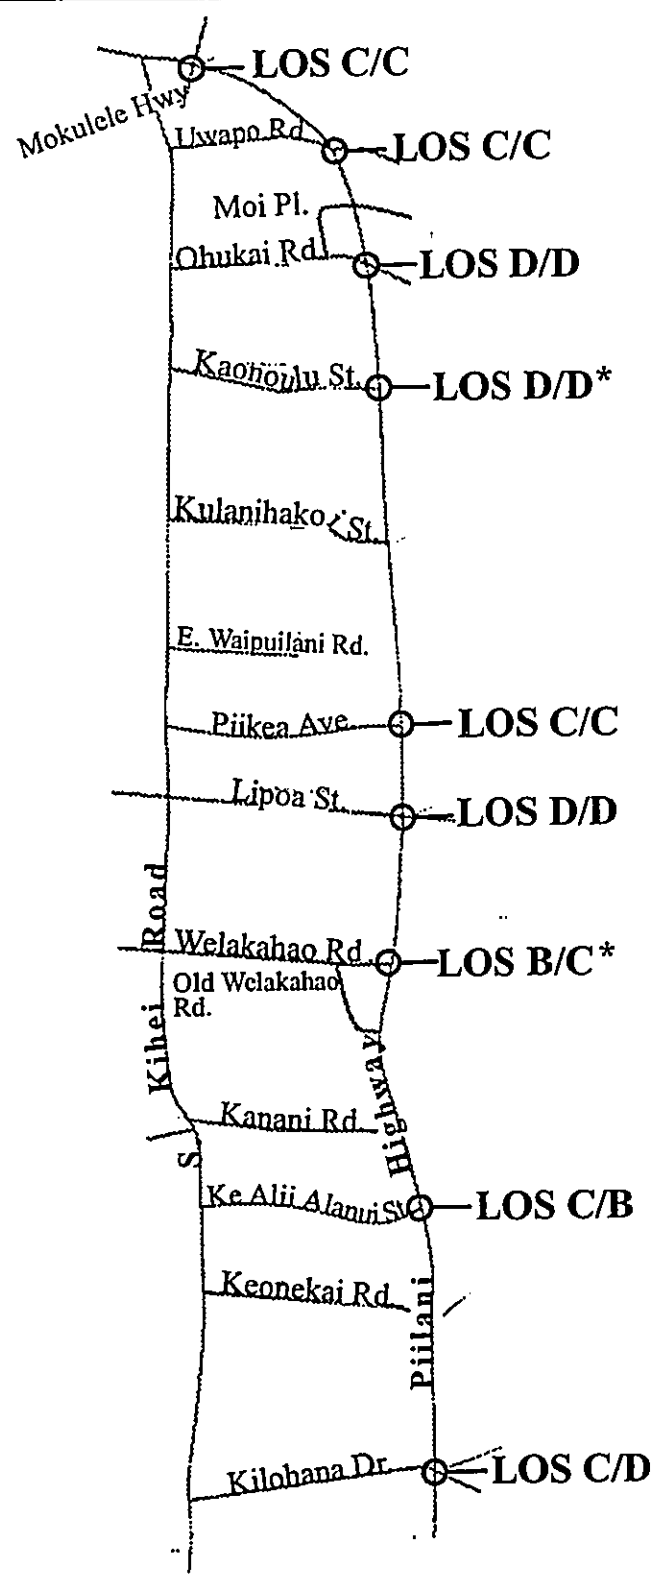 LOS C/C
Mokulele Hwy
Uwapo Rd
LOS C/C
Moi Pl.
Ohukai Rd.
LOS D/D
Kaonoulu St.
LOS D/D*
Kulanihakoi St.
E. Waipuilani Rd.
Piikea Ave
LOS C/C
Lipoa St.
LOS D/D
Welakahao Rd
LOS B/C*
Old Welakahao
Rd.
S Kihei Road
Kanani Rd.
Piilani Highway
Ke Alii Alanui St
LOS C/B
Keonekai Rd.
Kilohana Dr.
LOS C/D